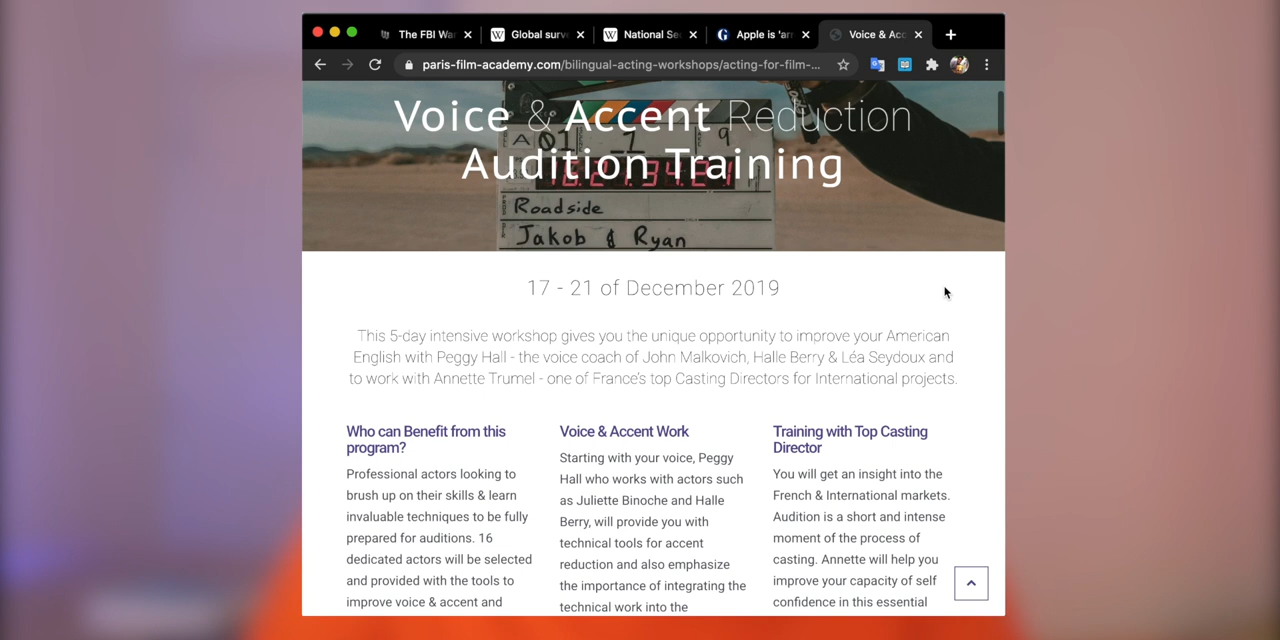 The FBI Wa
Global surv
National Se
Apple is 'ar
Voice & Acc
paris-film-academy.com/bilingual-acting-workshops/acting-for-film-...
Voice & Accent Reduction
Audition Training
A 01 1 9
Roadside
Jakob & Ryan
17 - 21 of December 2019
This 5-day intensive workshop gives you the unique opportunity to improve your American
English with Peggy Hall - the voice coach of John Malkovich, Halle Berry & Léa Seydoux and
to work with Annette Trumel - one of France's top Casting Directors for International projects.
Who can Benefit from this
program?
Professional actors looking to
brush up on their skills & learn
invaluable techniques to be fully
prepared for auditions. 16
dedicated actors will be selected
and provided with the tools to
improve voice & accent and
Voice & Accent Work
Starting with your voice, Peggy
Hall who works with actors such
as Juliette Binoche and Halle
Berry, will provide you with
technical tools for accent
reduction and also emphasize
the importance of integrating the
technical work into the
Training with Top Casting
Director
You will get an insight into the
French & International markets.
Audition is a short and intense
moment of the process of
casting. Annette will help you
improve your capacity of self
confidence in this essential